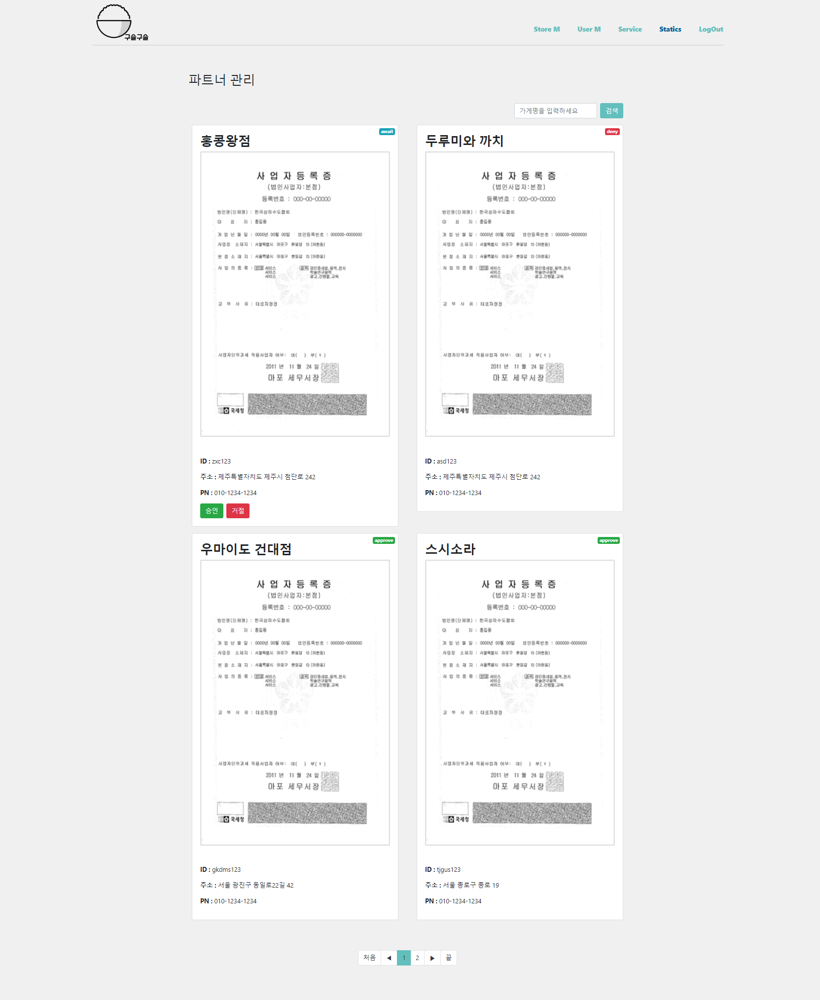 구슬구슬
Store M User M Service Statics LogOut
파트너 관리
가게명을 입력하세요 검색
홍콩왕점 await
사업자등록증
(법인사업자:본점)
등록번호 : 000-00-00000
법인명(단체명) : 한국상하수도협회
대 표 자 : 홍길동
개 업 년 월 일 : 0000년 00월 00일 법인등록번호 : 000000-0000000
사업장 소재지 : 서울특별시 마포구 환일길 13 (아현동)
본 점 소 재 지 : 서울특별시 마포구 환일길 13 (아현동)
사 업 의 종 류 : 업태 서비스 종목 검인증사업,용역,전시
서비스 학술연구용역
서비스 광고,간행물,교육
교 부 사 유 : 대표자정정
사업자단위과세 적용사업자 여부: 여( ) 부( v )
2011 년 11 월 24 일
마포 세무서장
국세청
ID : zxc123
주소 : 제주특별자치도 제주시 첨단로 242
PN : 010-1234-1234
승인 거절
두루미와 까치 deny
사업자등록증
(법인사업자:본점)
등록번호 : 000-00-00000
법인명(단체명) : 한국상하수도협회
대 표 자 : 홍길동
개 업 년 월 일 : 0000년 00월 00일 법인등록번호 : 000000-0000000
사업장 소재지 : 서울특별시 마포구 환일길 13 (아현동)
본 점 소 재 지 : 서울특별시 마포구 환일길 13 (아현동)
사 업 의 종 류 : 업태 서비스 종목 검인증사업,용역,전시
서비스 학술연구용역
서비스 광고,간행물,교육
교 부 사 유 : 대표자정정
사업자단위과세 적용사업자 여부: 여( ) 부( v )
2011 년 11 월 24 일
마포 세무서장
국세청
ID : asd123
주소 : 제주특별자치도 제주시 첨단로 242
PN : 010-1234-1234
우마이도 건대점 approve
사업자등록증
(법인사업자:본점)
등록번호 : 000-00-00000
법인명(단체명) : 한국상하수도협회
대 표 자 : 홍길동
개 업 년 월 일 : 0000년 00월 00일 법인등록번호 : 000000-0000000
사업장 소재지 : 서울특별시 마포구 환일길 13 (아현동)
본 점 소 재 지 : 서울특별시 마포구 환일길 13 (아현동)
사 업 의 종 류 : 업태 서비스 종목 검인증사업,용역,전시
서비스 학술연구용역
서비스 광고,간행물,교육
교 부 사 유 : 대표자정정
사업자단위과세 적용사업자 여부: 여( ) 부( v )
2011 년 11 월 24 일
마포 세무서장
국세청
ID : gkdms123
주소 : 서울 광진구 동일로22길 42
PN : 010-1234-1234
스시소라 approve
사업자등록증
(법인사업자:본점)
등록번호 : 000-00-00000
법인명(단체명) : 한국상하수도협회
대 표 자 : 홍길동
개 업 년 월 일 : 0000년 00월 00일 법인등록번호 : 000000-0000000
사업장 소재지 : 서울특별시 마포구 환일길 13 (아현동)
본 점 소 재 지 : 서울특별시 마포구 환일길 13 (아현동)
사 업 의 종 류 : 업태 서비스 종목 검인증사업,용역,전시
서비스 학술연구용역
서비스 광고,간행물,교육
교 부 사 유 : 대표자정정
사업자단위과세 적용사업자 여부: 여( ) 부( v )
2011 년 11 월 24 일
마포 세무서장
국세청
ID : tjgus123
주소 : 서울 종로구 종로 19
PN : 010-1234-1234
처음 ◀ 1 2 ▶ 끝